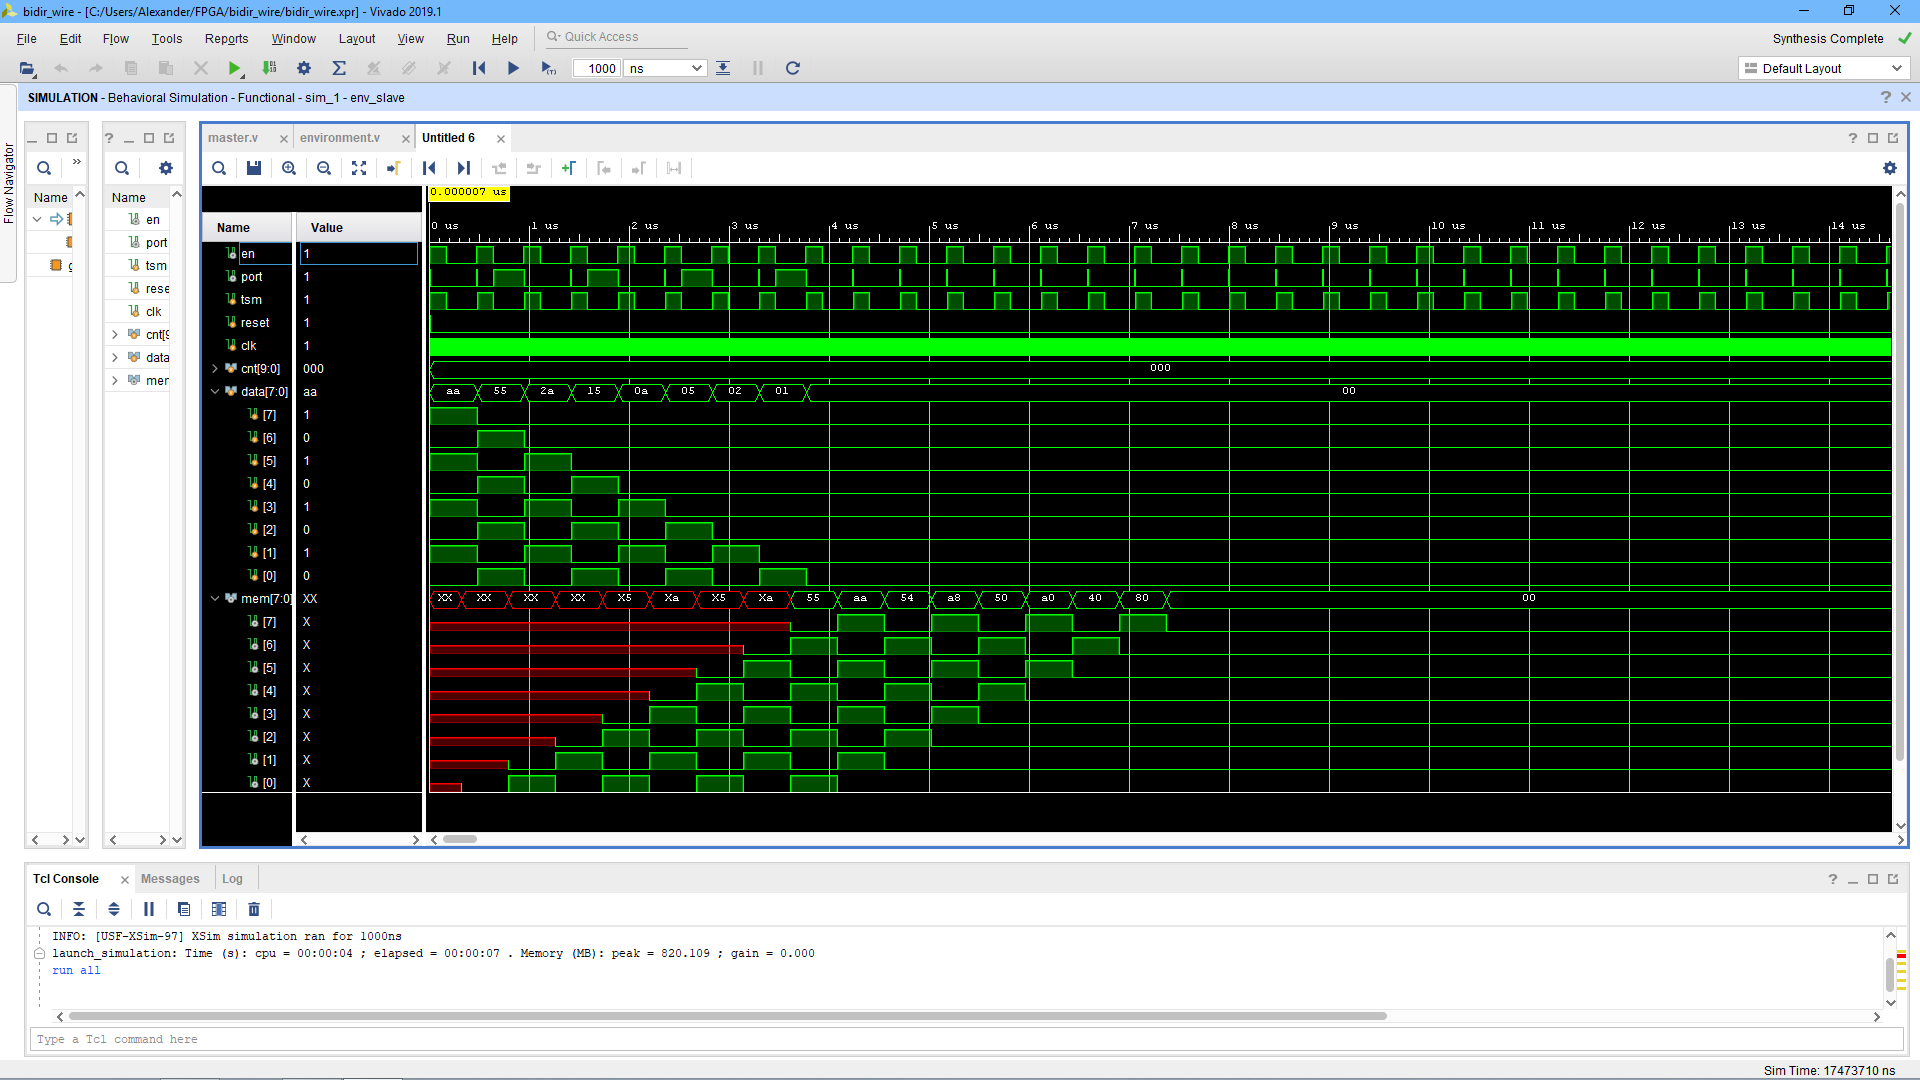 bidir_wire - [C:/Users/Alexander/FPGA/bidir_wire/bidir_wire.xpr] - Vivado 2019.1
File Edit Flow Tools Reports Window Layout View Run Help Quick Access
Synthesis Complete
1000 ns
Default Layout
SIMULATION - Behavioral Simulation - Functional - sim_1 - env_slave
Flow Navigator
Name
Name
en
port
tsm
rese
clk
cnt[9
data
mer
master.v environment.v Untitled 6
0.000007 us
Name Value
0 us 1 us 2 us 3 us 4 us 5 us 6 us 7 us 8 us 9 us 10 us 11 us 12 us 13 us 14 us
en 1
port 1
tsm 1
reset 1
clk 1
cnt[9:0] 000 000
data[7:0] aa aa 55 2a 15 0a 05 02 01 00
[7] 1
[6] 0
[5] 1
[4] 0
[3] 1
[2] 0
[1] 1
[0] 0
mem[7:0] XX XX XX XX XX X5 Xa X5 Xa 55 aa 54 a8 50 a0 40 80 00
[7] X
[6] X
[5] X
[4] X
[3] X
[2] X
[1] X
[0] X
Tcl Console Messages Log
INFO: [USF-XSim-97] XSim simulation ran for 1000ns
launch_simulation: Time (s): cpu = 00:00:04 ; elapsed = 00:00:07 . Memory (MB): peak = 820.109 ; gain = 0.000
run all
Type a Tcl command here
Sim Time: 17473710 ns